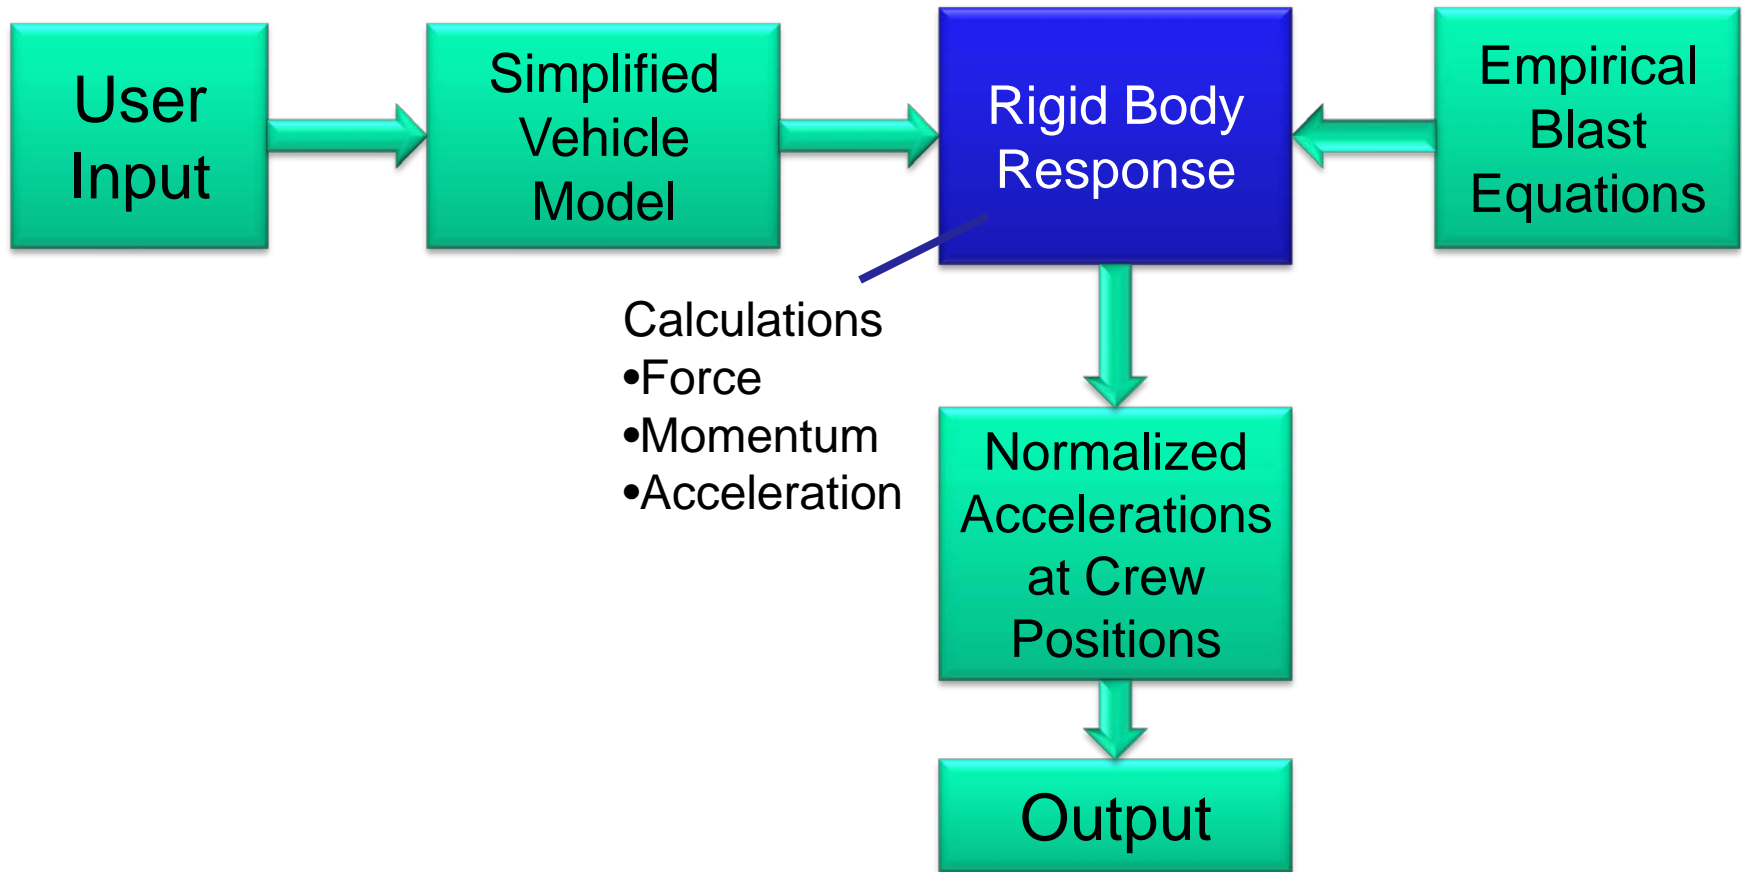 User
Input
Simplified
Vehicle
Model
Rigid Body
Response
Empirical
Blast
Equations
Calculations
•Force
•Momentum
•Acceleration
Normalized
Accelerations
at Crew
Positions
Output